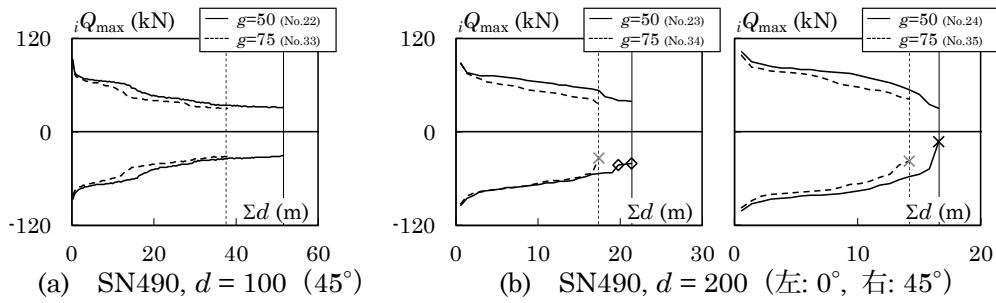 iQmax (kN)
g=50 (No.22)
g=75 (No.33)
120
0
-120
Σd (m)
0 20 40 60
(a) SN490, d = 100 (45°)
iQmax (kN)
g=50 (No.23)
g=75 (No.34)
120
0
-120
Σd (m)
0 10 20 30
iQmax (kN)
g=50 (No.24)
g=75 (No.35)
Σd (m)
0 10 20
(b) SN490, d = 200 (左: 0°, 右: 45°)